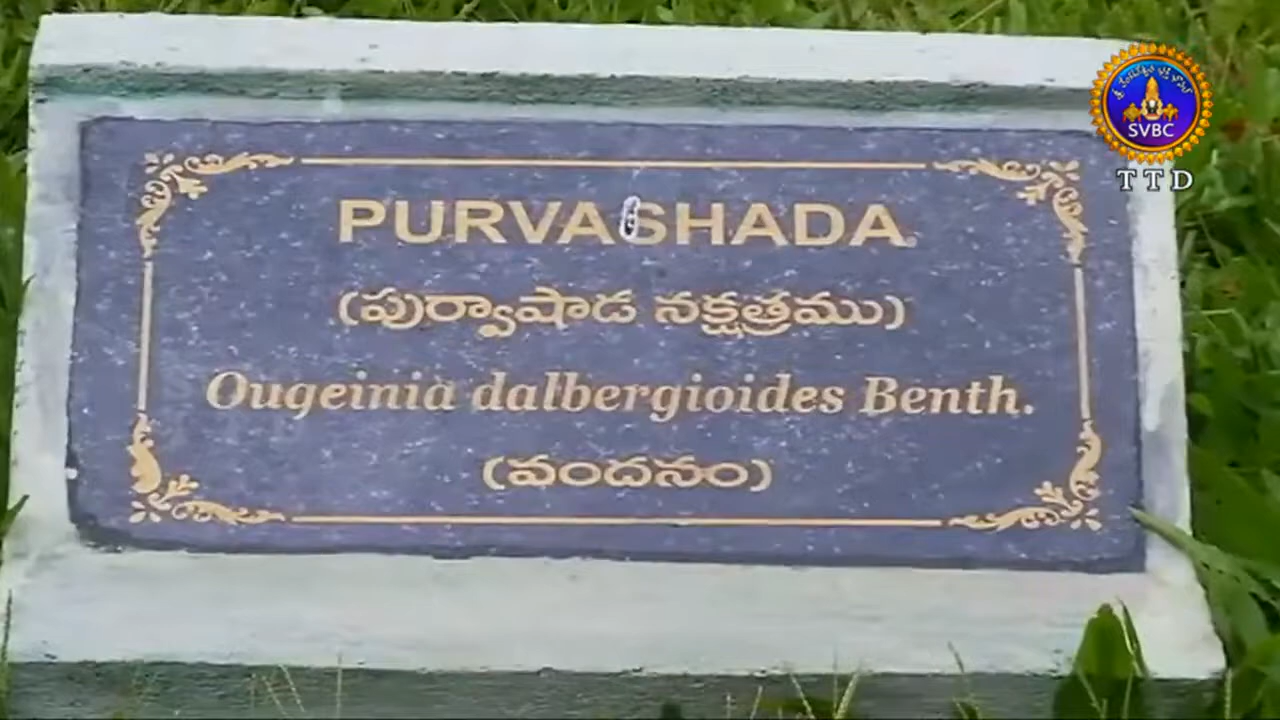 PURVASHADA
(పుర్వాషాడ నక్షత్రము)
Ougeinia dalbergioides Benth.
(వందనం)
SVBC
TTD